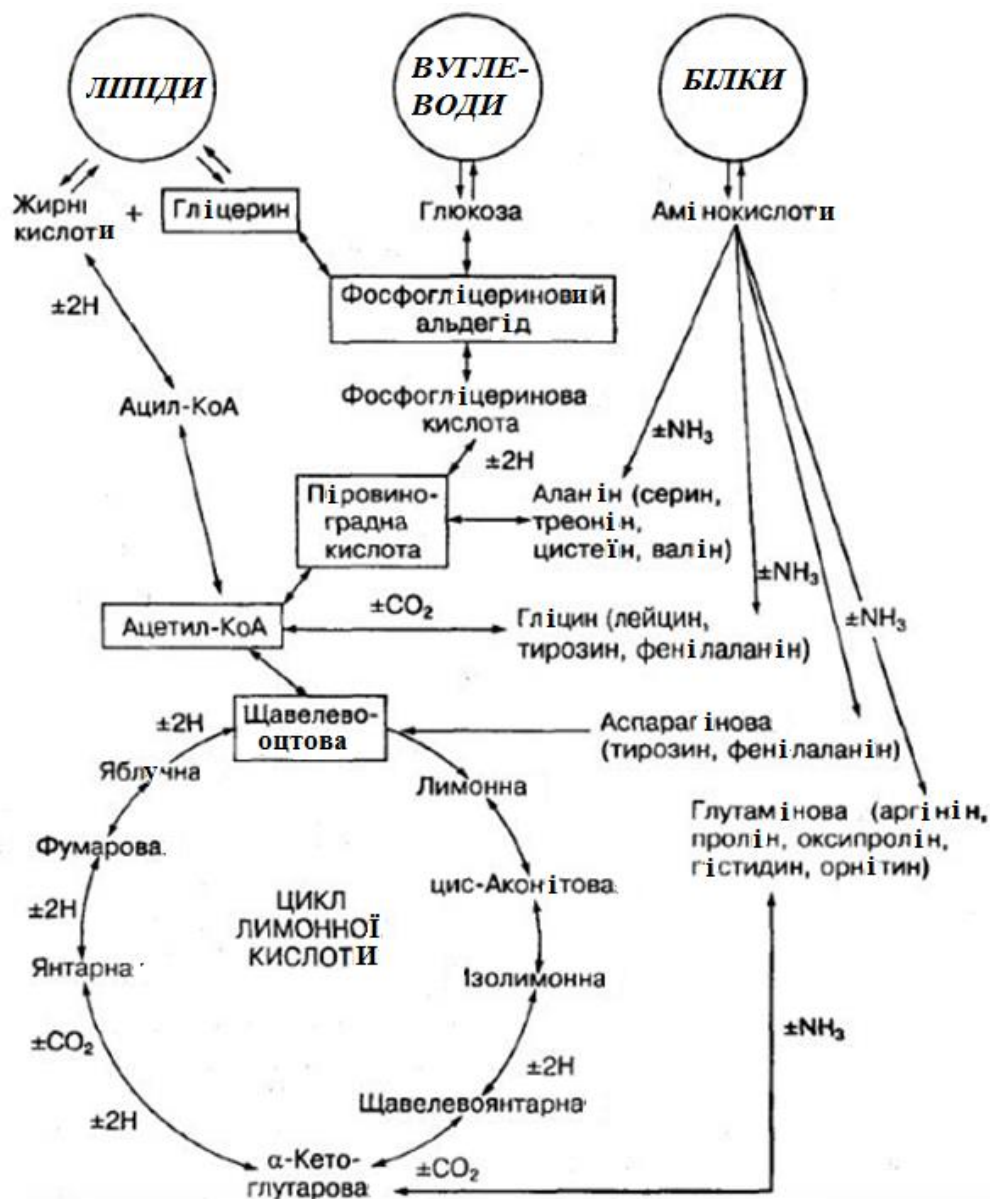 ЛІПІДИ
ВУГЛЕ-
ВОДИ
БІЛКИ
Жирні
кислоти
+
Гліцерин
Глюкоза
Амінокислоти
±2H
Фосфогліцериновий
альдегід
Ацил-КоА
Фосфогліцеринова
кислота
±2H
±NH₃
Піровино-
градна
кислота
Аланін (серин,
треонін,
цистеїн, валін)
±NH₃
±NH₃
Ацетил-КоА
±CO₂
Гліцин (лейцин,
тирозин, фенілаланін)
±2H
Щавелево-
оцтова
Аспарагінова
(тирозин, фенілаланін)
Яблучна
Лимонна
Глутамінова (аргінін,
пролін, оксипролін,
гістидин, орнітин)
Фумарова
цис-Аконітова
±2H
ЦИКЛ
ЛИМОННОЇ
КИСЛОТИ
Янтарна
Ізолимонна
±CO₂
±NH₃
±2H
Щавелевоянтарна
±2H
α-Кето-
глутарова
±CO₂